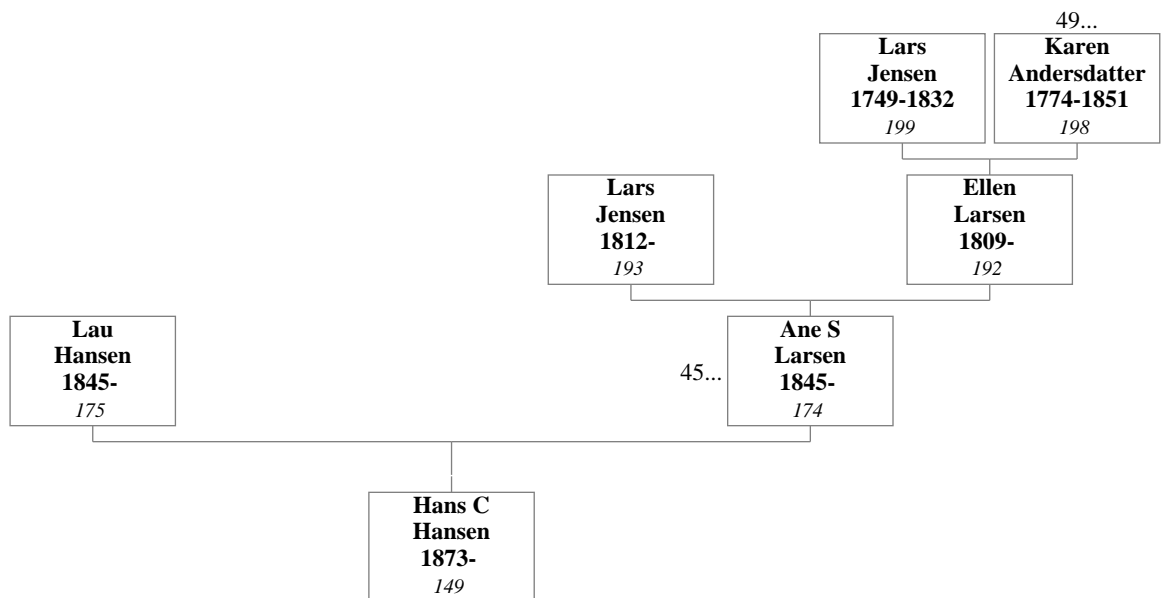 49...
Lars
Jensen
1749-1832
199
Karen
Andersdatter
1774-1851
198
Lars
Jensen
1812-
193
Ellen
Larsen
1809-
192
Lau
Hansen
1845-
175
45...
Ane S
Larsen
1845-
174
Hans C
Hansen
1873-
149